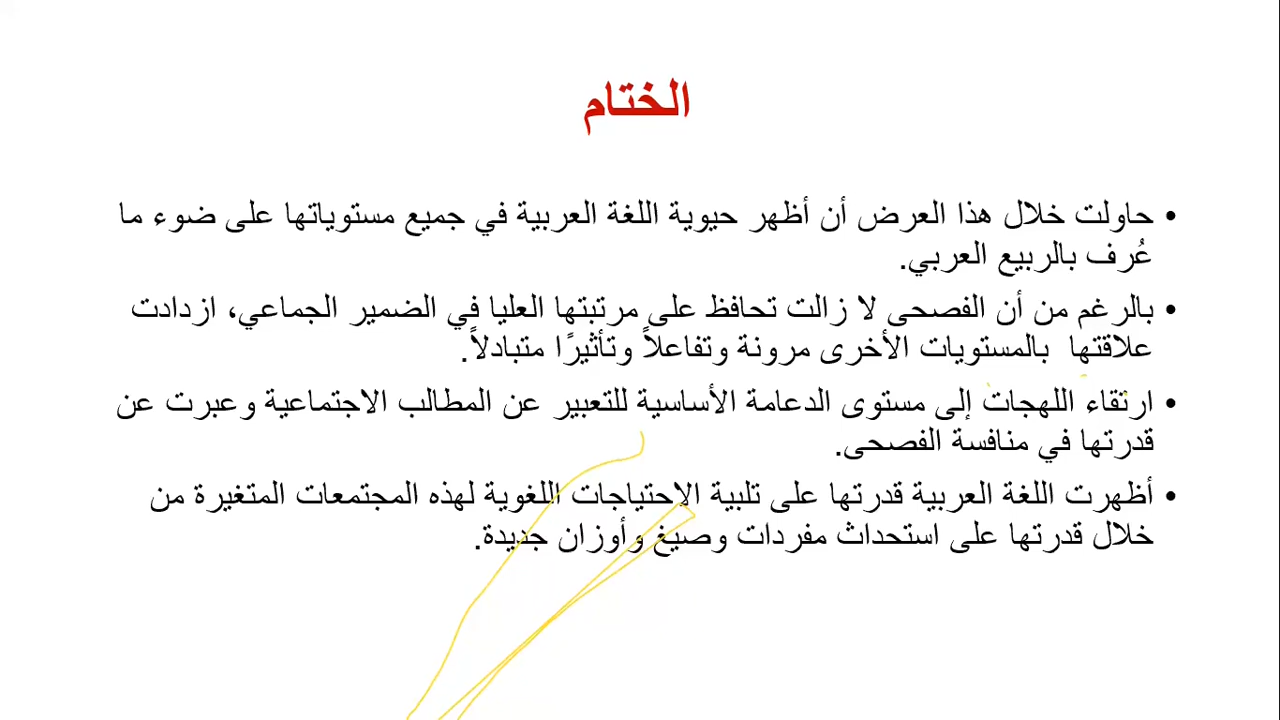 الختام
• حاولت خلال هذا العرض أن أظهر حيوية اللغة العربية في جميع مستوياتها على ضوء ما
عُرف بالربيع العربي.
• بالرغم من أن الفصحى لا زالت تحافظ على مرتبتها العليا في الضمير الجماعي، ازدادت
علاقتها بالمستويات الأخرى مرونة وتفاعلاً وتأثيرًا متبادلاً.
• ارتقاء اللهجات إلى مستوى الدعامة الأساسية للتعبير عن المطالب الاجتماعية وعبرت عن
قدرتها في منافسة الفصحى.
• أظهرت اللغة العربية قدرتها على تلبية الاحتياجات اللغوية لهذه المجتمعات المتغيرة من
خلال قدرتها على استحداث مفردات وصيغ وأوزان جديدة.